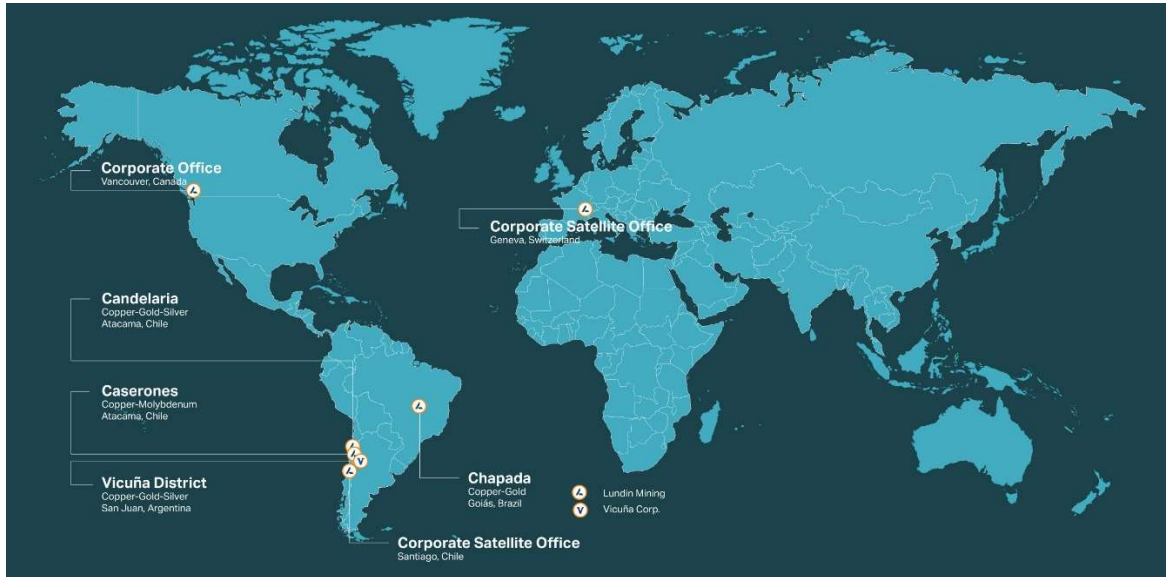 Corporate Office
Vancouver, Canada
Corporate Satellite Office
Geneva, Switzerland
Candelaria
Copper-Gold-Silver
Atacama, Chile
Caserones
Copper-Molybdenum
Atacama, Chile
Vicuña District
Copper-Gold-Silver
San Juan, Argentina
Chapada
Copper-Gold
Goiás, Brazil
Lundin Mining
V Vicuña Corp.
Corporate Satellite Office
Santiago, Chile